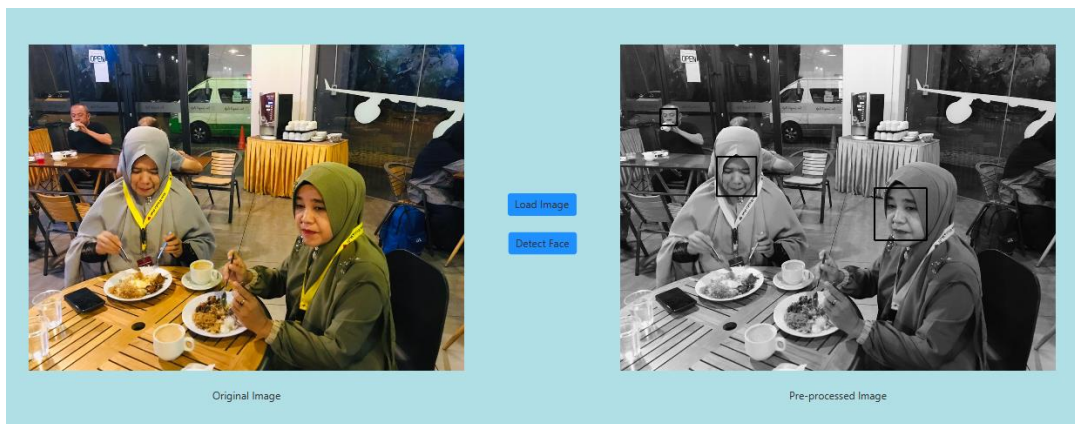 OPEN
OPEN
Load Image
Detect Face
Original Image
Pre-processed Image